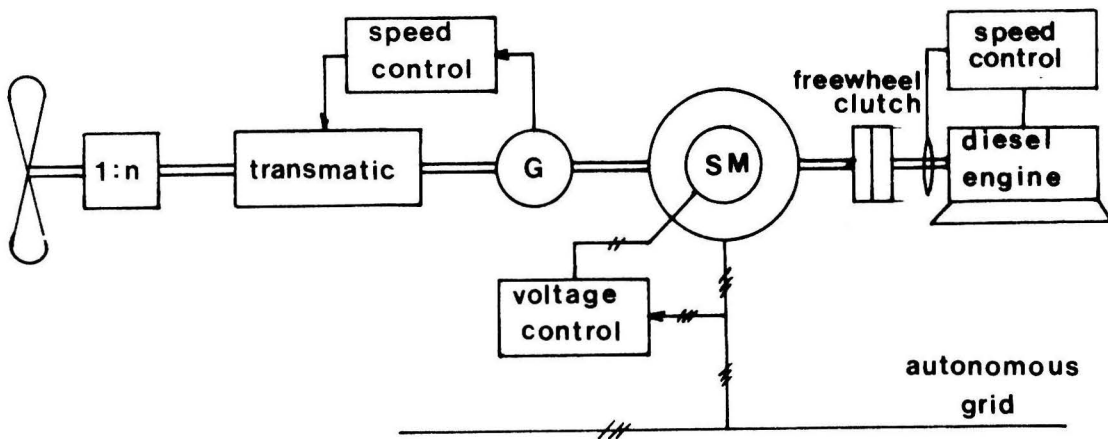 speed
control
speed
control
freewheel
clutch
1:n
transmatic
G
SM
diesel
engine
voltage
control
autonomous
grid